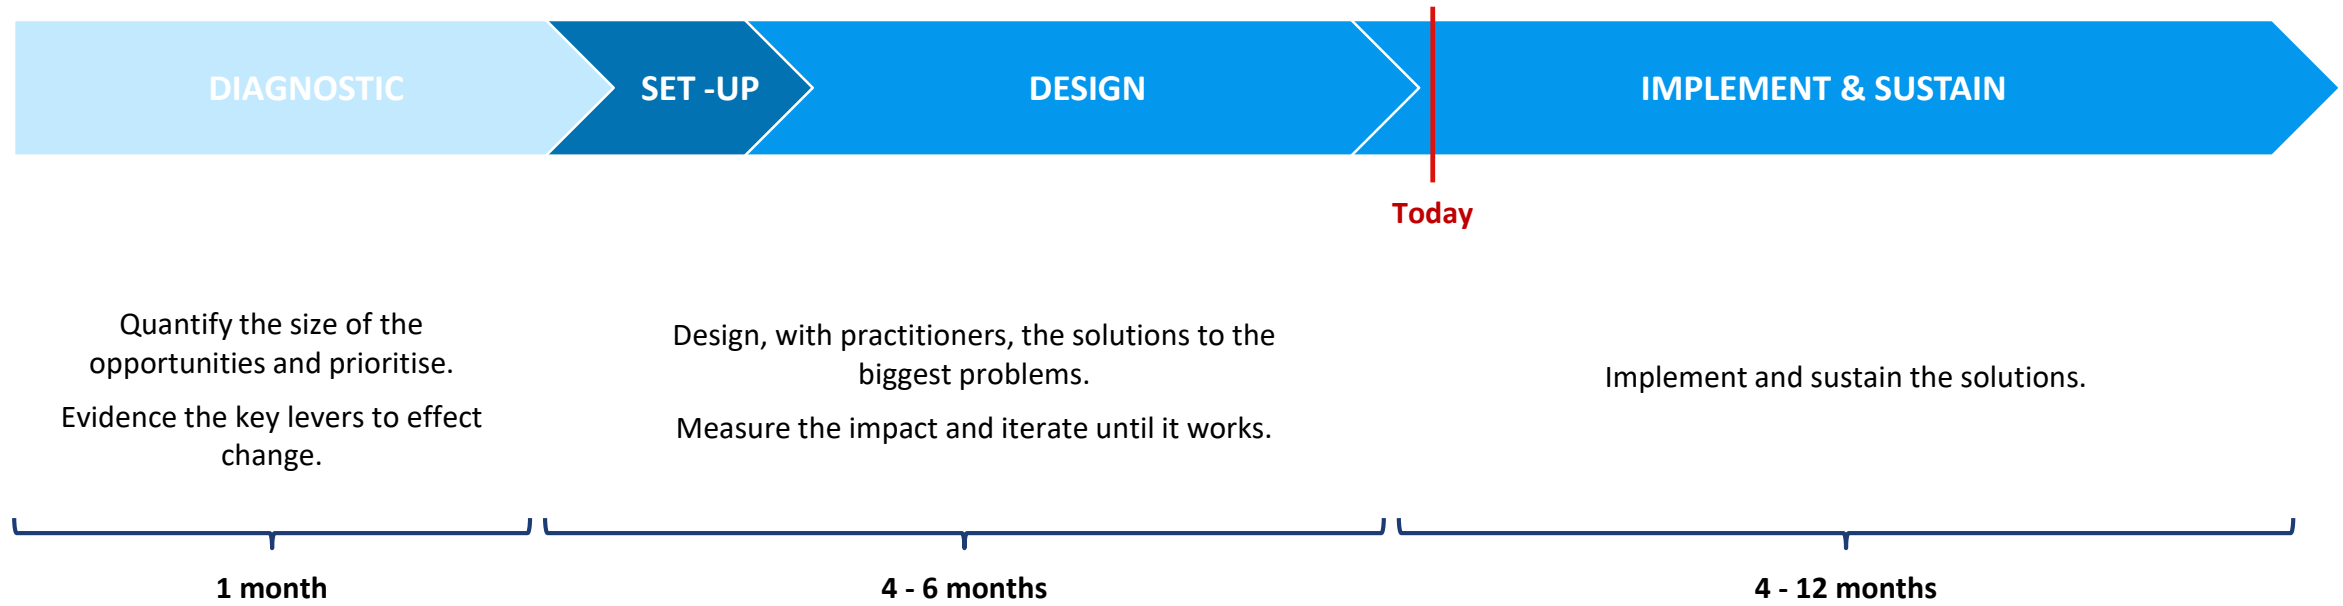 DIAGNOSTIC
SET -UP
DESIGN
IMPLEMENT & SUSTAIN
Today
Quantify the size of the
opportunities and prioritise.
Evidence the key levers to effect
change.
Design, with practitioners, the solutions to the
biggest problems.
Measure the impact and iterate until it works.
Implement and sustain the solutions.
1 month
4 - 6 months
4 - 12 months